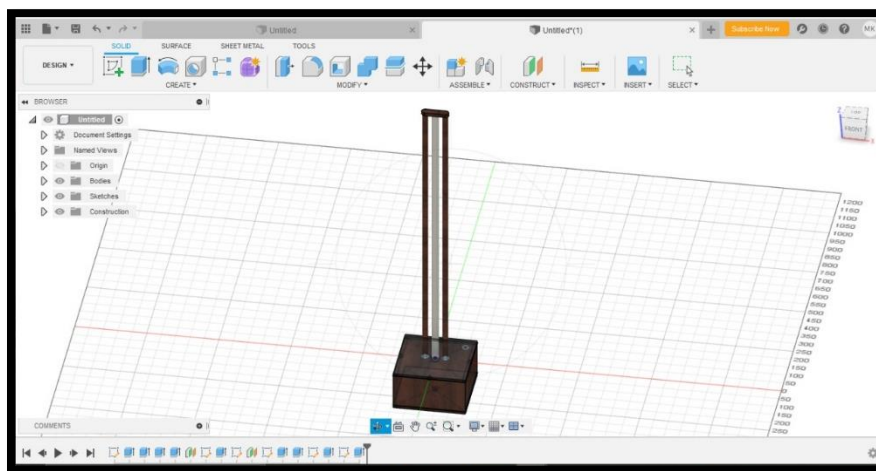 Untitled
Untitled*(1)
Subscribe Now
MK
SOLID
SURFACE
SHEET METAL
TOOLS
DESIGN
CREATE
MODIFY
ASSEMBLE
CONSTRUCT
INSPECT
INSERT
SELECT
BROWSER
Untitled
Document Settings
Named Views
Origin
Bodies
Sketches
Construction
FRONT
Z
X
1200
1150
1100
1050
1000
950
900
850
800
750
700
650
600
550
500
450
400
350
300
250
200
150
100
50
0
50
100
150
200
250
COMMENTS